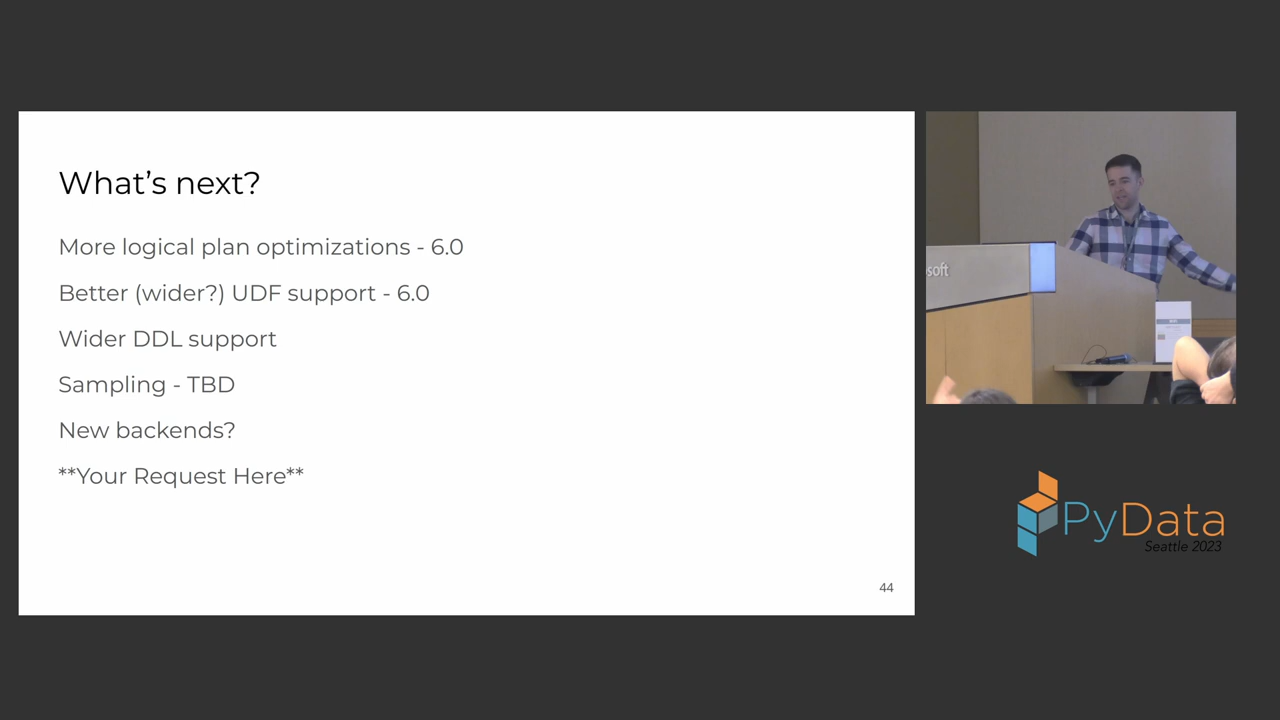 What's next?
More logical plan optimizations - 6.0
Better (wider?) UDF support - 6.0
Wider DDL support
Sampling - TBD
New backends?
**Your Request Here**
44
osoft
PyData
Seattle 2023